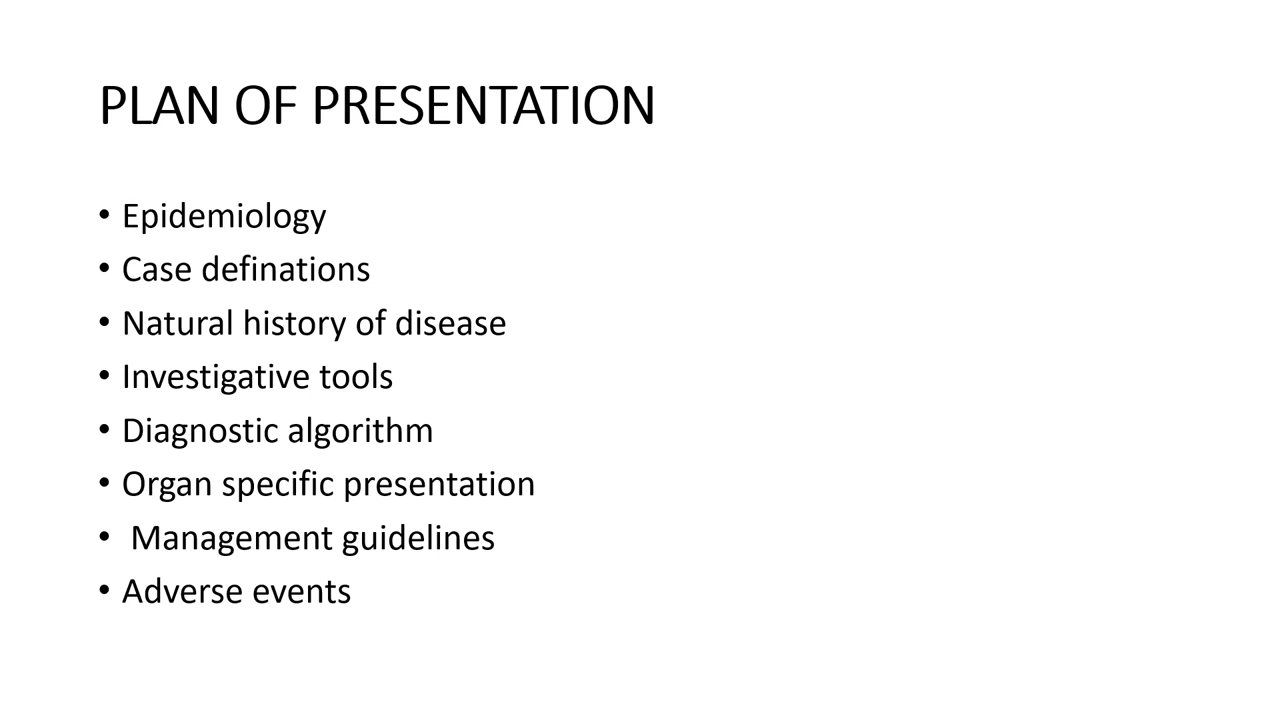 PLAN OF PRESENTATION
• Epidemiology
• Case definations
• Natural history of disease
• Investigative tools
• Diagnostic algorithm
• Organ specific presentation
• Management guidelines
• Adverse events